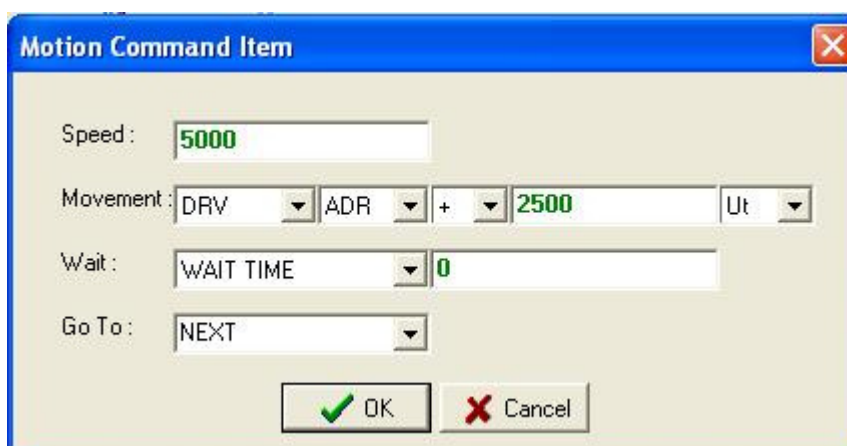 Motion Command Item
Speed : 5000
Movement : DRV ADR + 2500 Ut
Wait : WAIT TIME 0
Go To : NEXT
OK Cancel